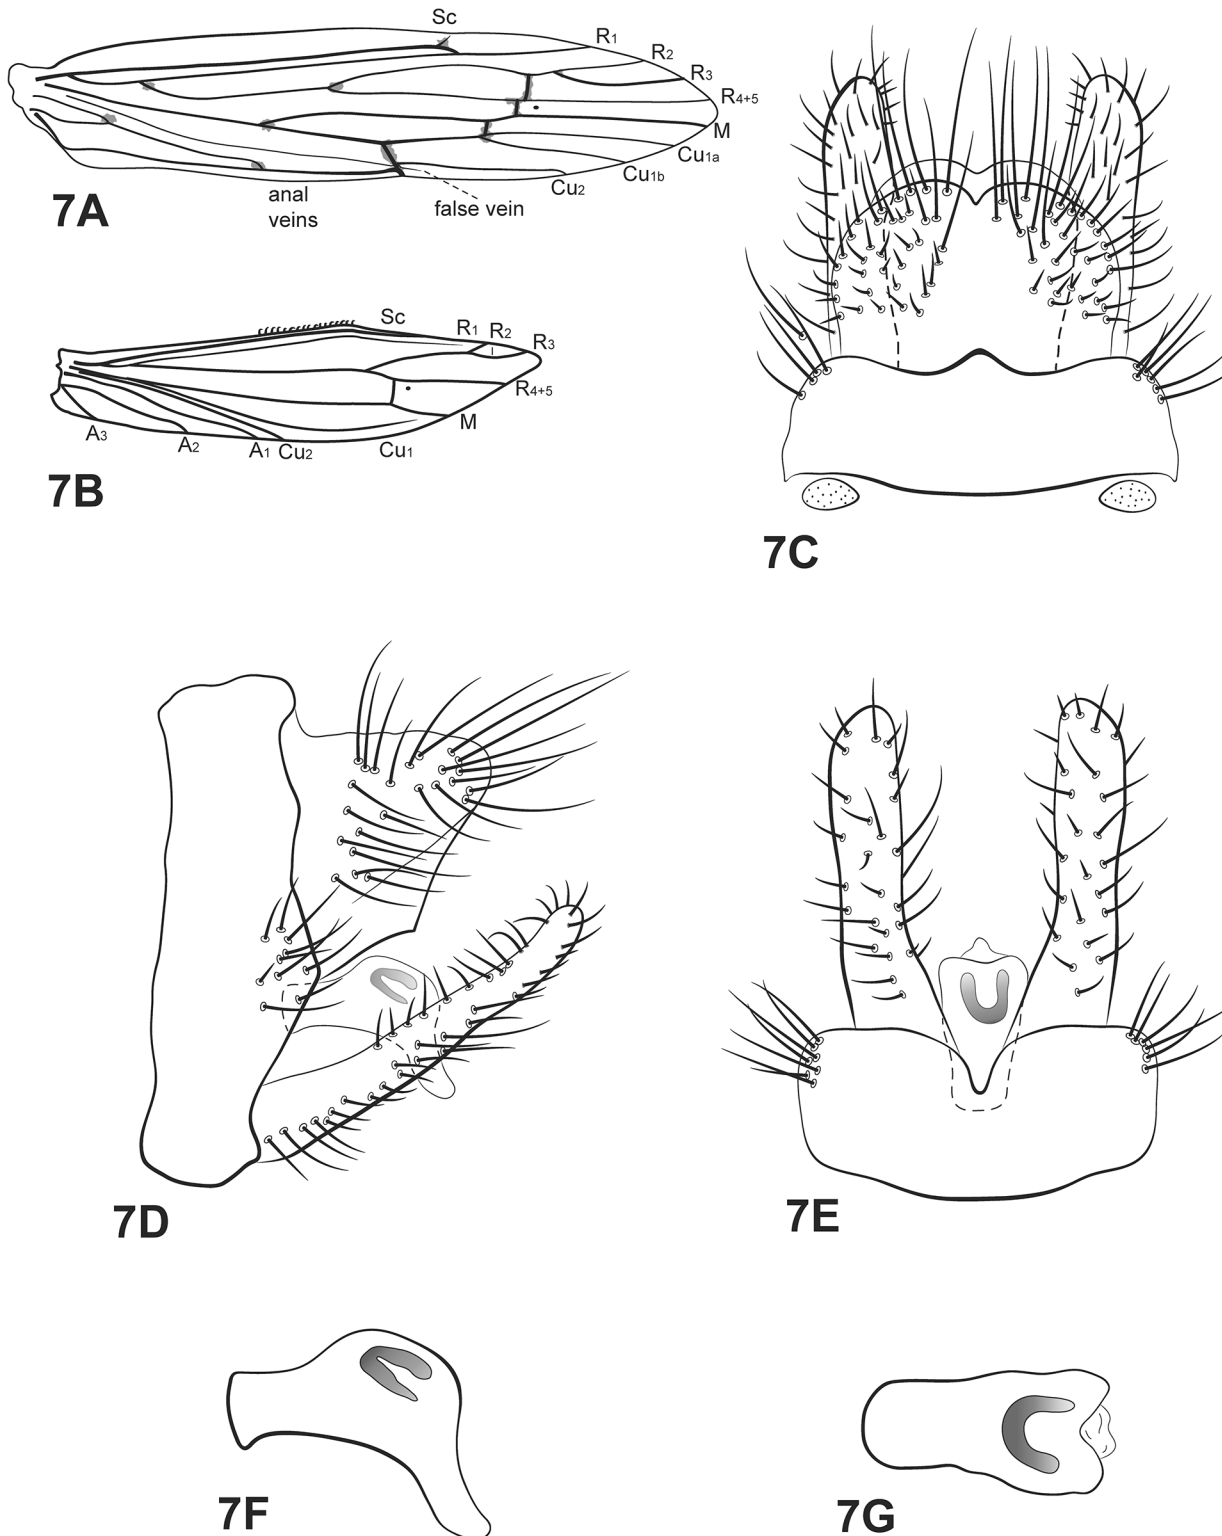 Sc
R1
R2
R3
R4+5
M
Cu1a
Cu1b
Cu2
false vein
anal
veins
7A
Sc
R1
R2
R3
R4+5
M
Cu1
Cu2
A1
A2
A3
7B
7C
7D
7E
7F
7G